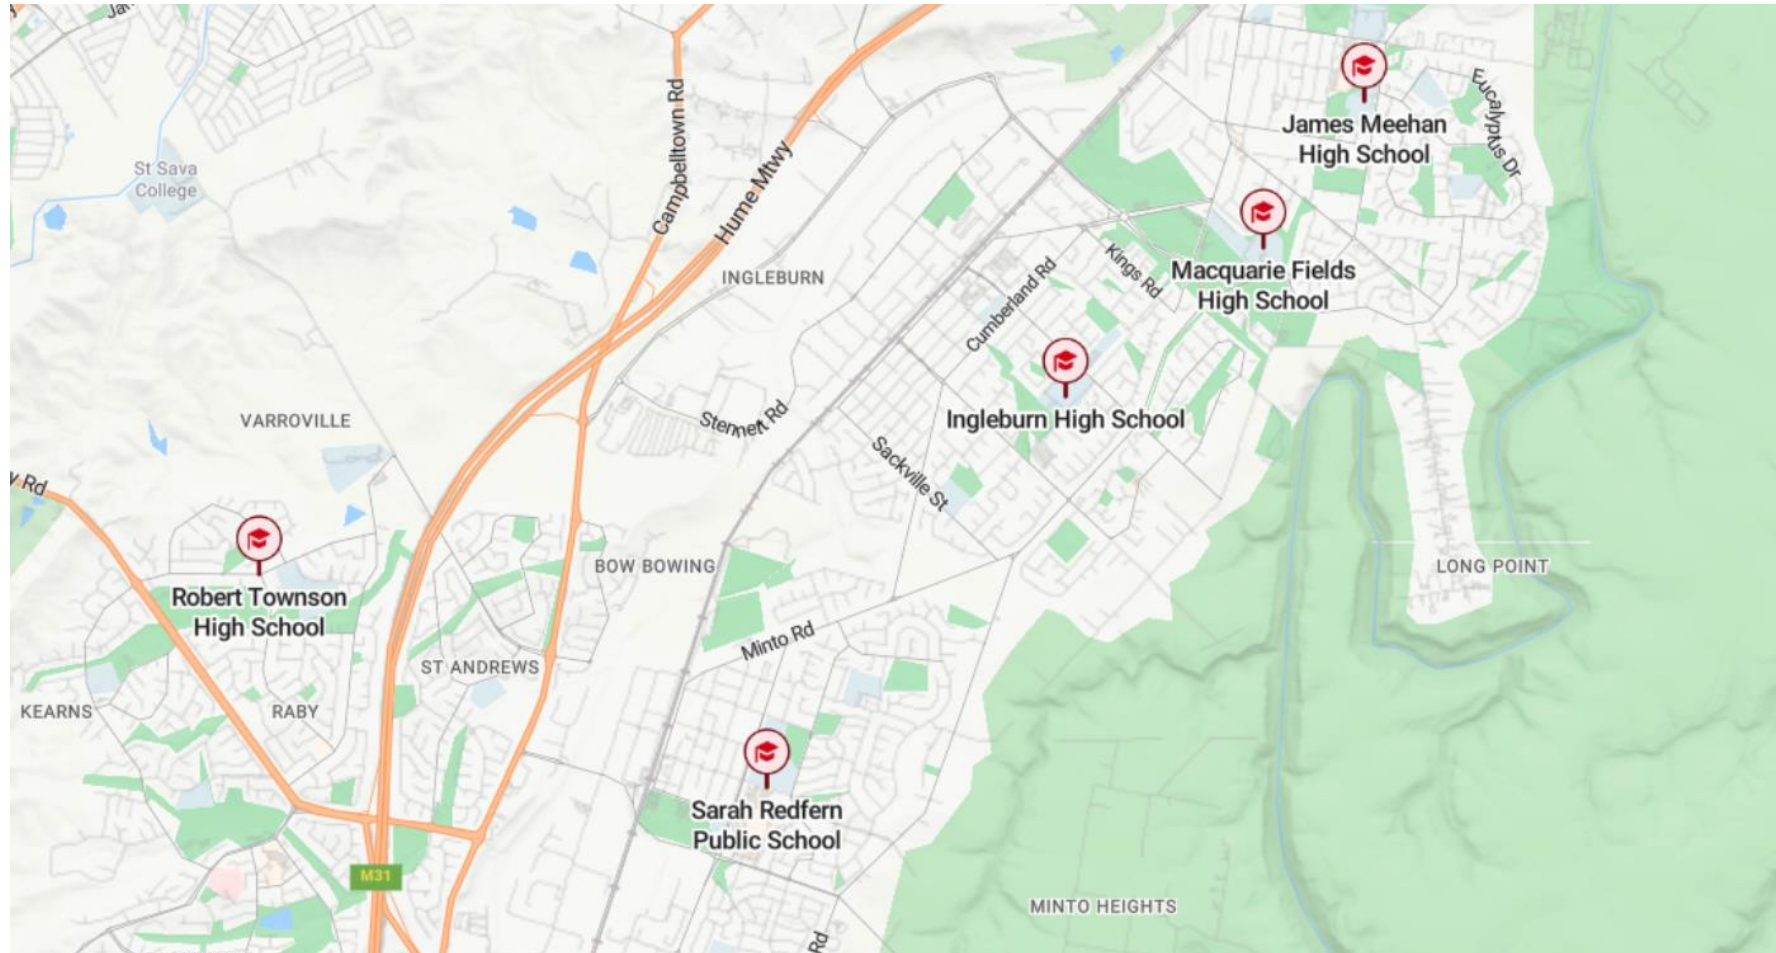 Campbelltown Rd
Hume Mtwy
Eucalyptus Dr
James Meehan
High School
St Sava
College
Macquarie Fields
High School
Kings Rd
Cumberland Rd
INGLEBURN
Ingleburn High School
Stennett Rd
VARROVILLE
Sackville St
Rd
Robert Townson
High School
BOW BOWING
LONG POINT
Minto Rd
ST ANDREWS
KEARNS
RABY
Sarah Redfern
Public School
M31
MINTO HEIGHTS
Rd